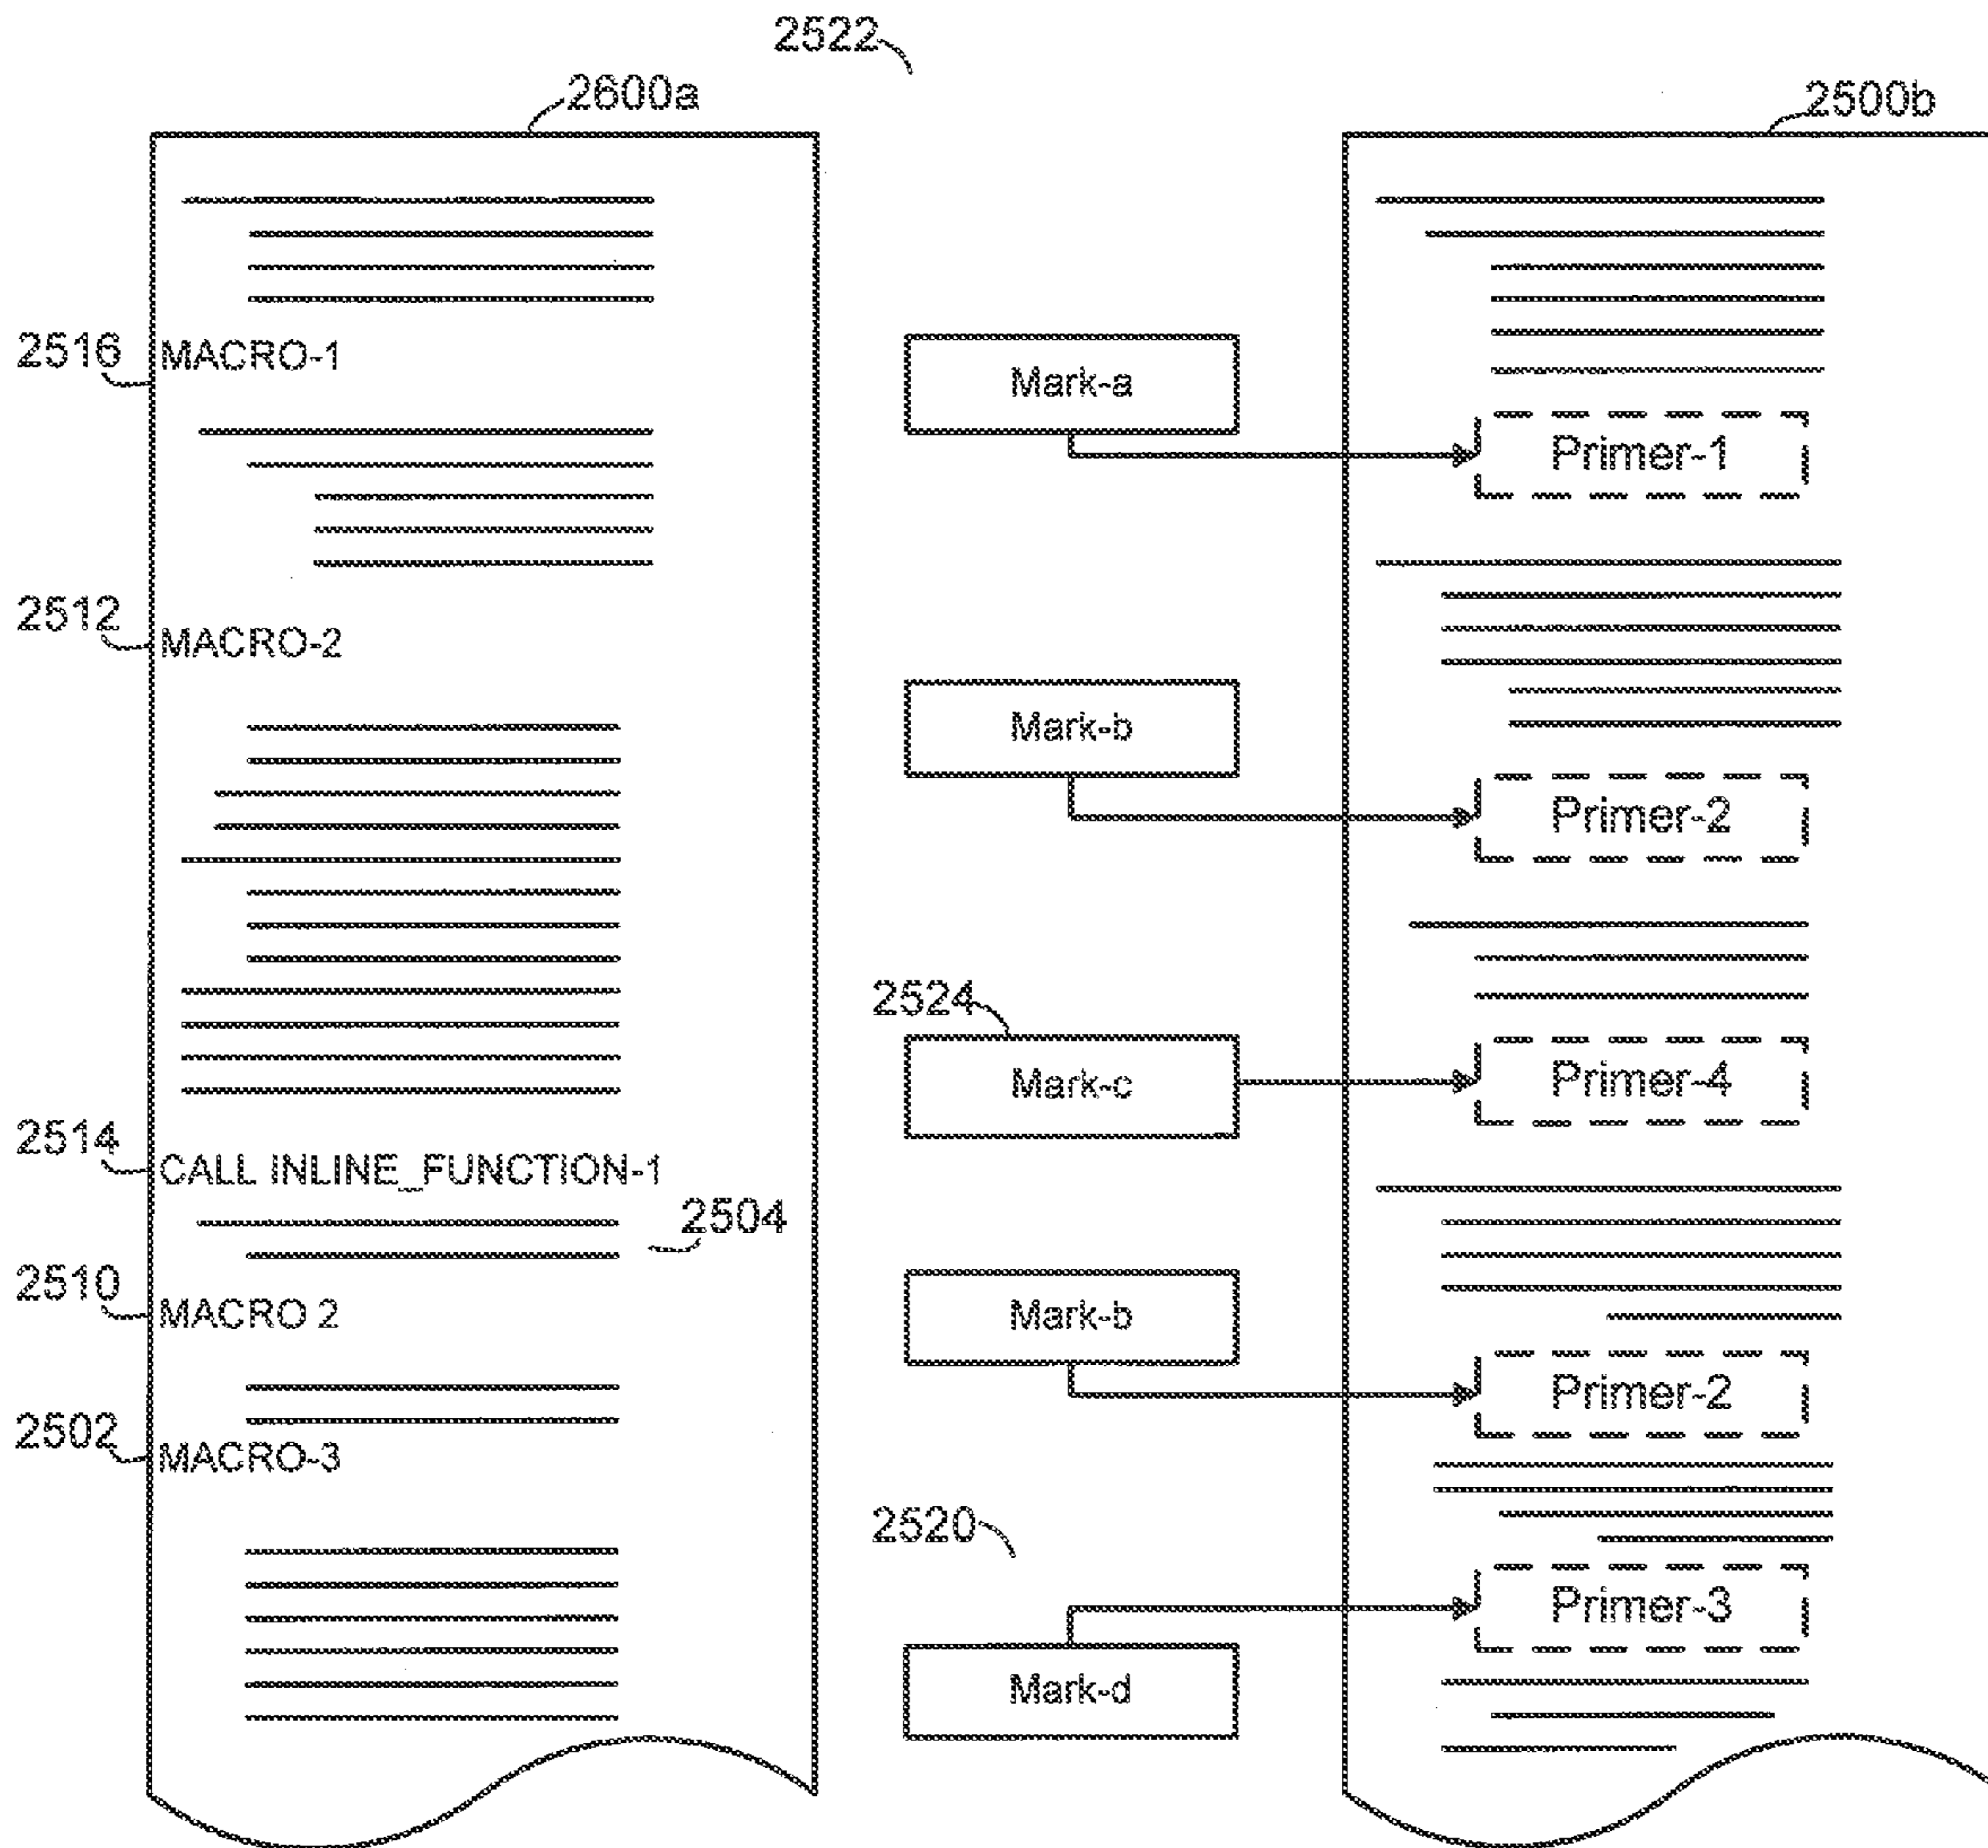 2522
2600a
2500b
2516
MACRO-1
Mark-a
Primer-1
2512
MACRO-2
Mark-b
Primer-2
2524
Mark-c
Primer-4
2514
CALL INLINE_FUNCTION-1
2504
2510
MACRO 2
Mark-b
Primer-2
2502
MACRO-3
2520
Primer-3
Mark-d